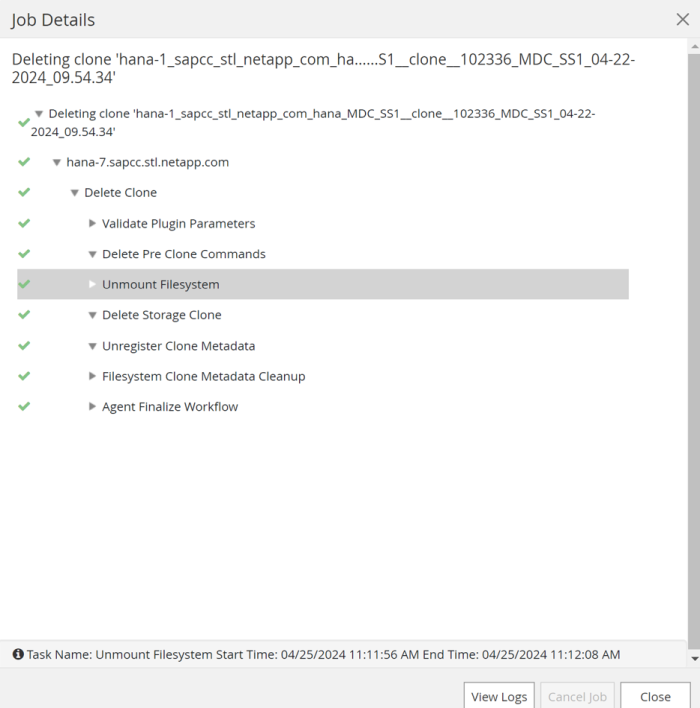 Job Details
Deleting clone 'hana-1_sapcc_stl_netapp_com_ha......S1__clone__102336_MDC_SS1_04-22-
2024_09.54.34'
Deleting clone 'hana-1_sapcc_stl_netapp_com_hana_MDC_SS1__clone__102336_MDC_SS1_04-22-
2024_09.54.34'
hana-7.sapcc.stl.netapp.com
Delete Clone
Validate Plugin Parameters
Delete Pre Clone Commands
Unmount Filesystem
Delete Storage Clone
Unregister Clone Metadata
Filesystem Clone Metadata Cleanup
Agent Finalize Workflow
Task Name: Unmount Filesystem Start Time: 04/25/2024 11:11:56 AM End Time: 04/25/2024 11:12:08 AM
View Logs Cancel Job Close